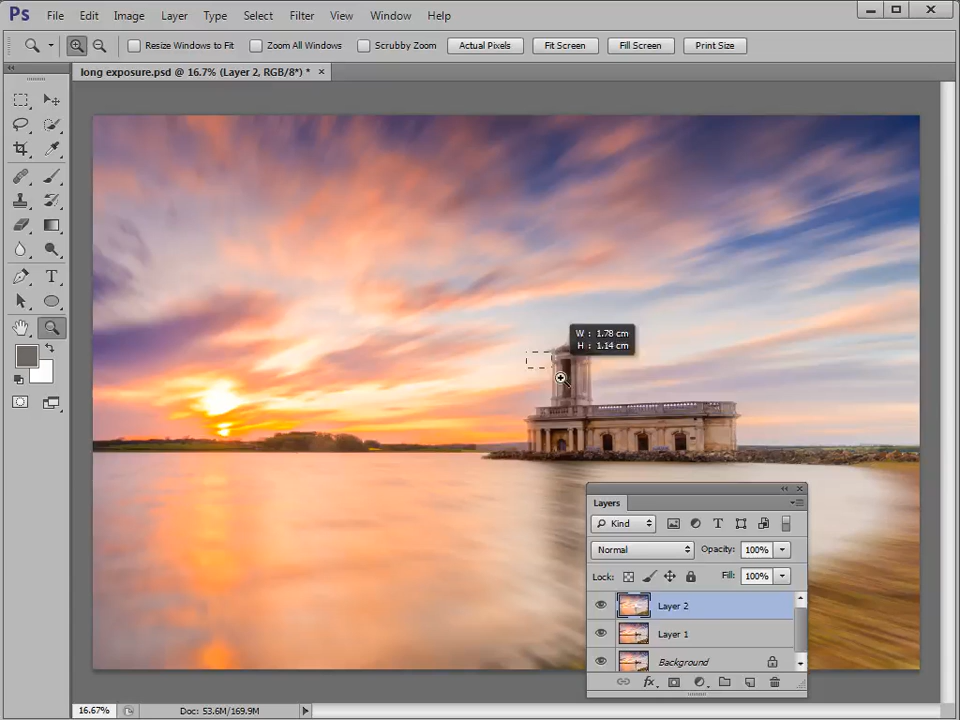 Ps File Edit Image Layer Type Select Filter View Window Help
Resize Windows to Fit Zoom All Windows Scrubby Zoom Actual Pixels Fit Screen Fill Screen Print Size
long exposure.psd @ 16.7% (Layer 2, RGB/8*) * ×
W : 1.78 cm
H : 1.14 cm
Layers
Kind
Normal Opacity: 100%
Lock: Fill: 100%
Layer 2
Layer 1
Background
16.67% Doc: 53.6M/169.9M